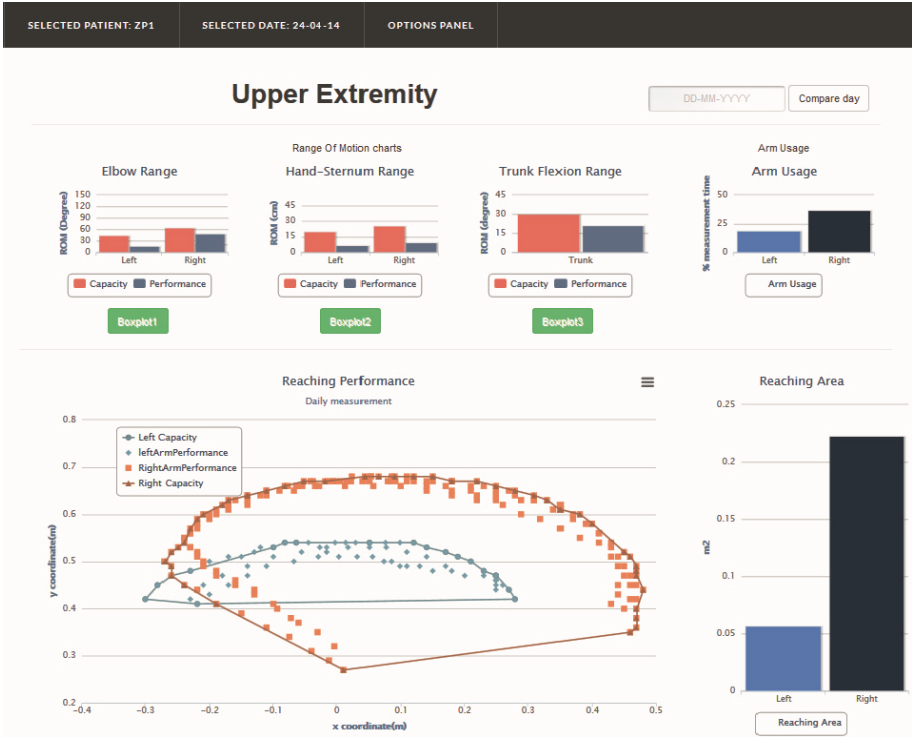 SELECTED PATIENT: ZP1 SELECTED DATE: 24-04-14 OPTIONS PANEL
Upper Extremity
DD-MM-YYYY Compare day
Range Of Motion charts
Arm Usage
Elbow Range
Hand-Sternum Range
Trunk Flexion Range
Arm Usage
ROM (Degree)
150
120
90
60
30
0
Left Right
Capacity Performance
ROM (cm)
45
30
15
0
Left Right
Capacity Performance
ROM (degree)
45
30
15
0
Trunk
Capacity Performance
% measurement time
50
25
0
Left Right
Arm Usage
Boxplot1
Boxplot2
Boxplot3
Reaching Performance
Daily measurement
Left Capacity
leftArmPerformance
RightArmPerformance
Right Capacity
y coordinate(m)
0.8
0.7
0.6
0.5
0.4
0.3
0.2
-0.4 -0.3 -0.2 -0.1 0 0.1 0.2 0.3 0.4 0.5
x coordinate(m)
Reaching Area
m2
0.25
0.2
0.15
0.1
0.05
0
Left Right
Reaching Area